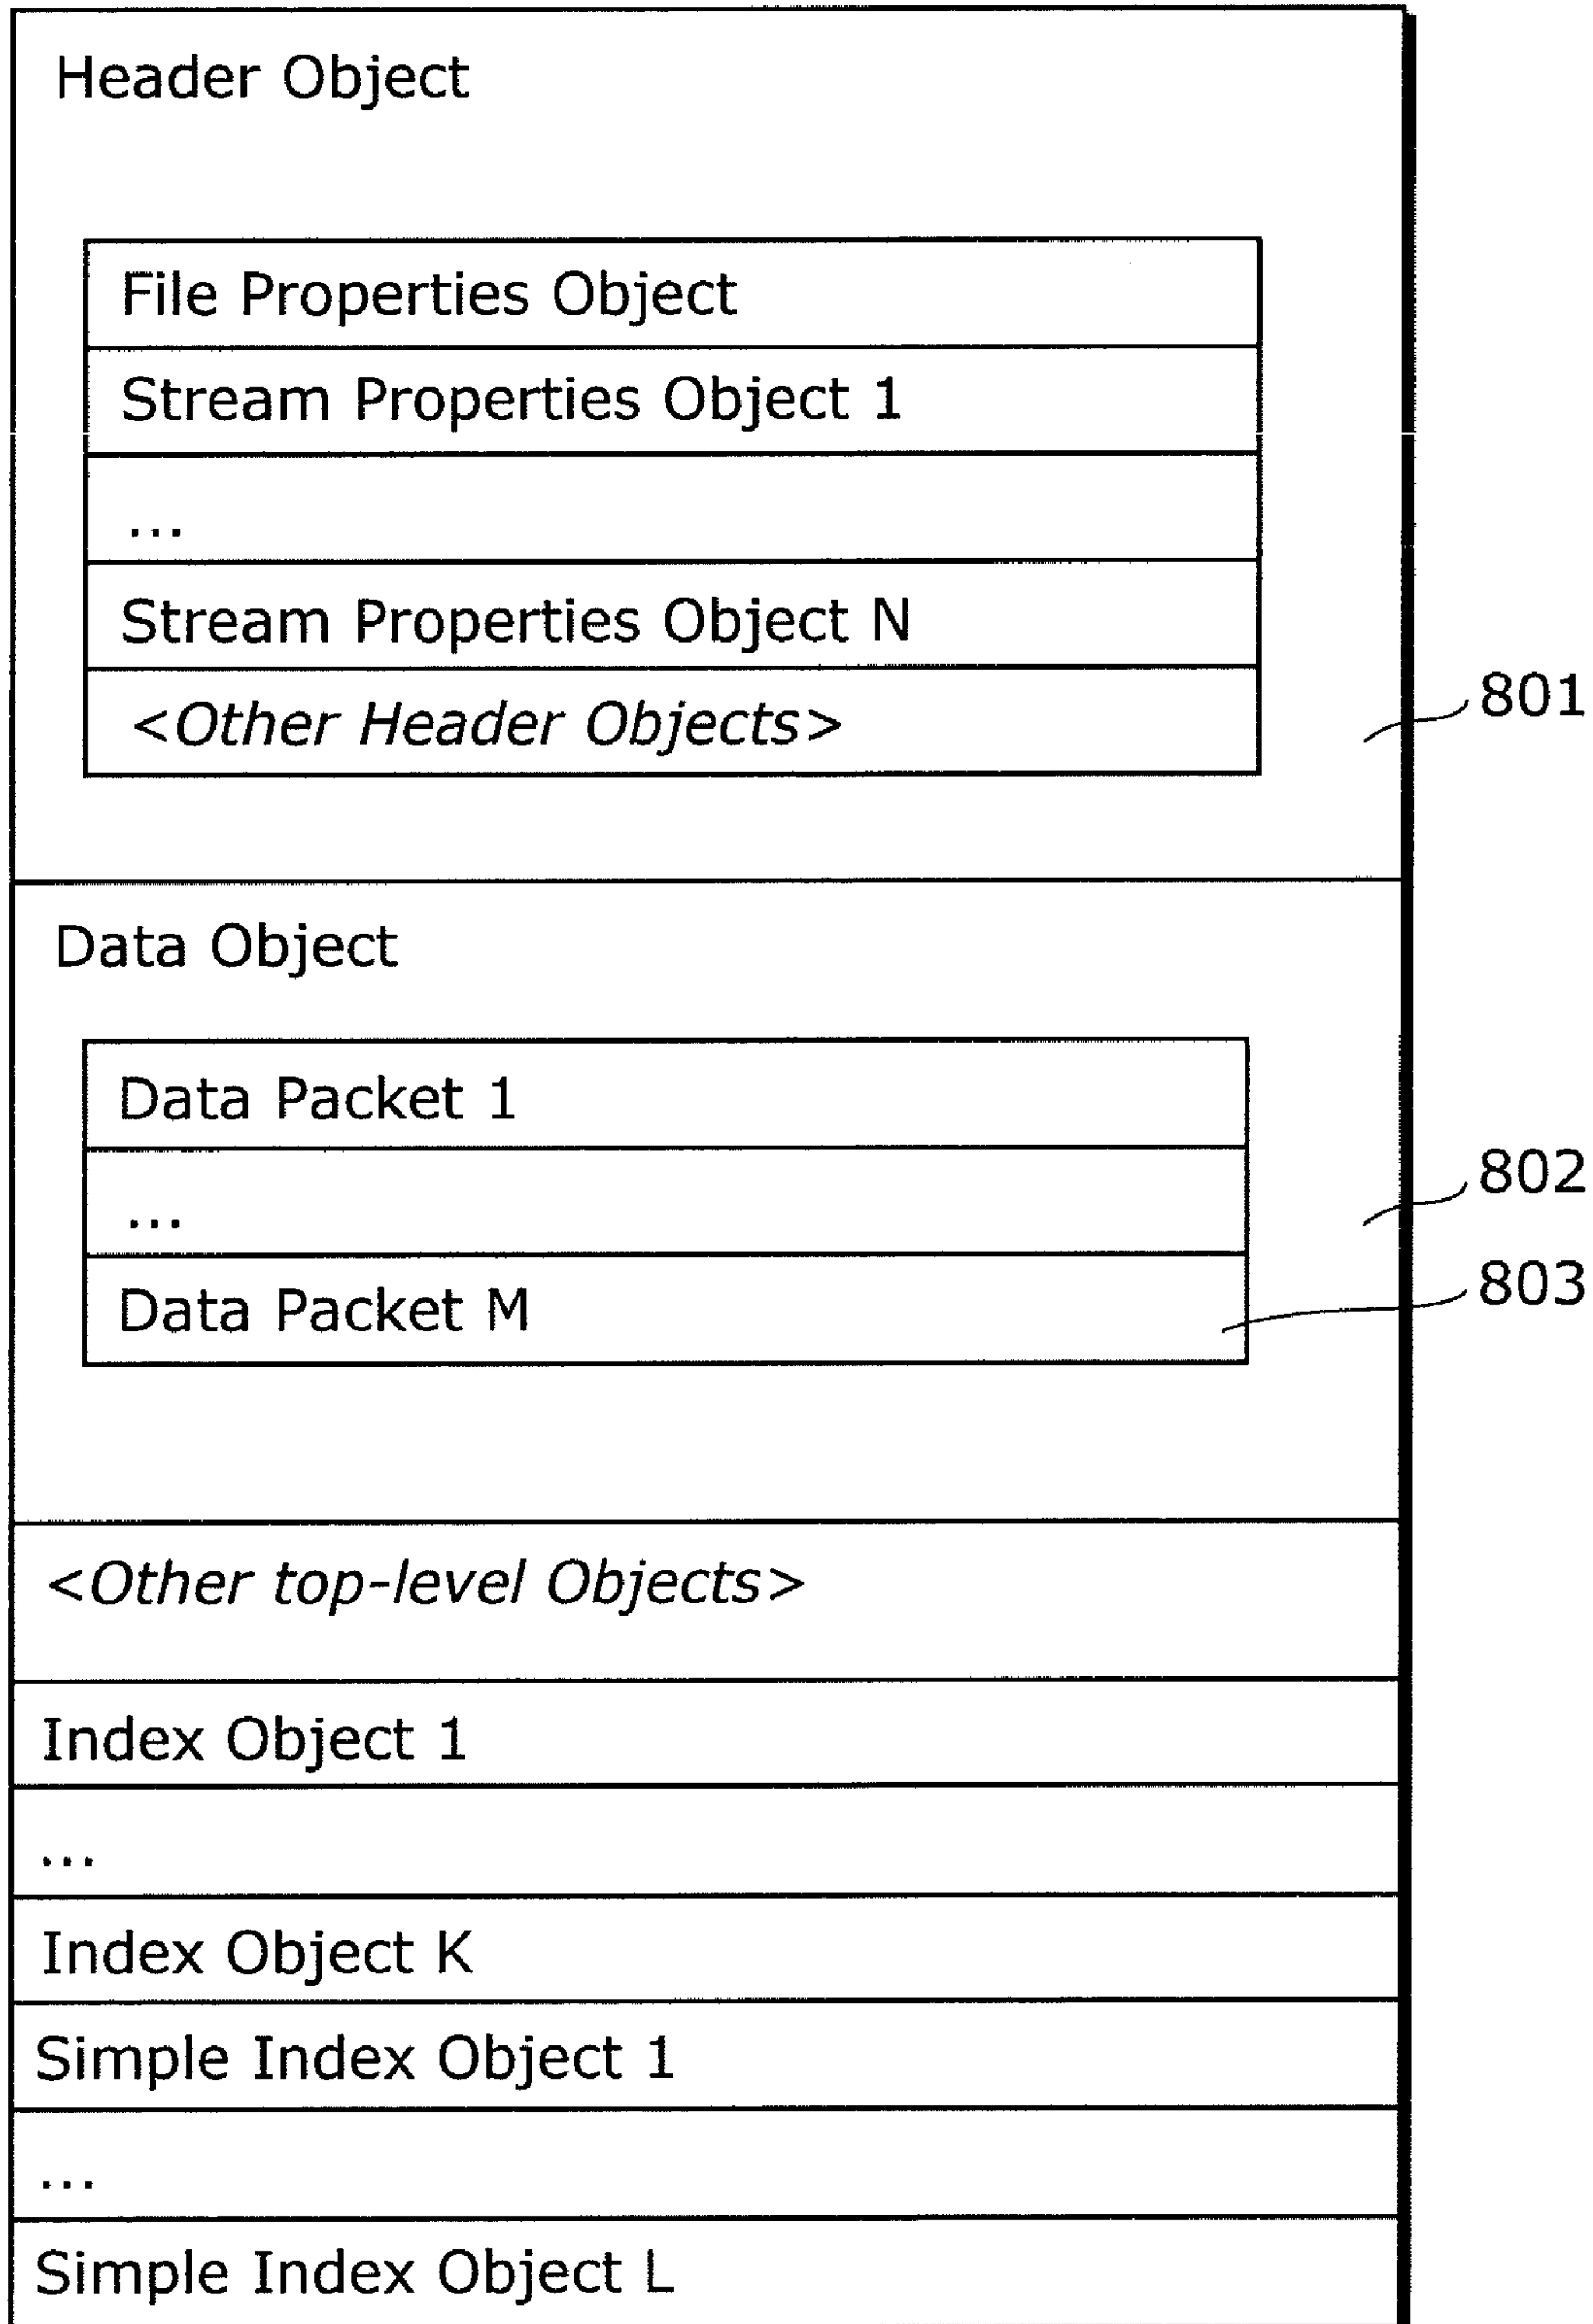 Header Object
File Properties Object
Stream Properties Object 1
...
Stream Properties Object N
<Other Header Objects>
801
Data Object
Data Packet 1
...
802
Data Packet M
803
<Other top-level Objects>
Index Object 1
...
Index Object K
Simple Index Object 1
...
Simple Index Object L